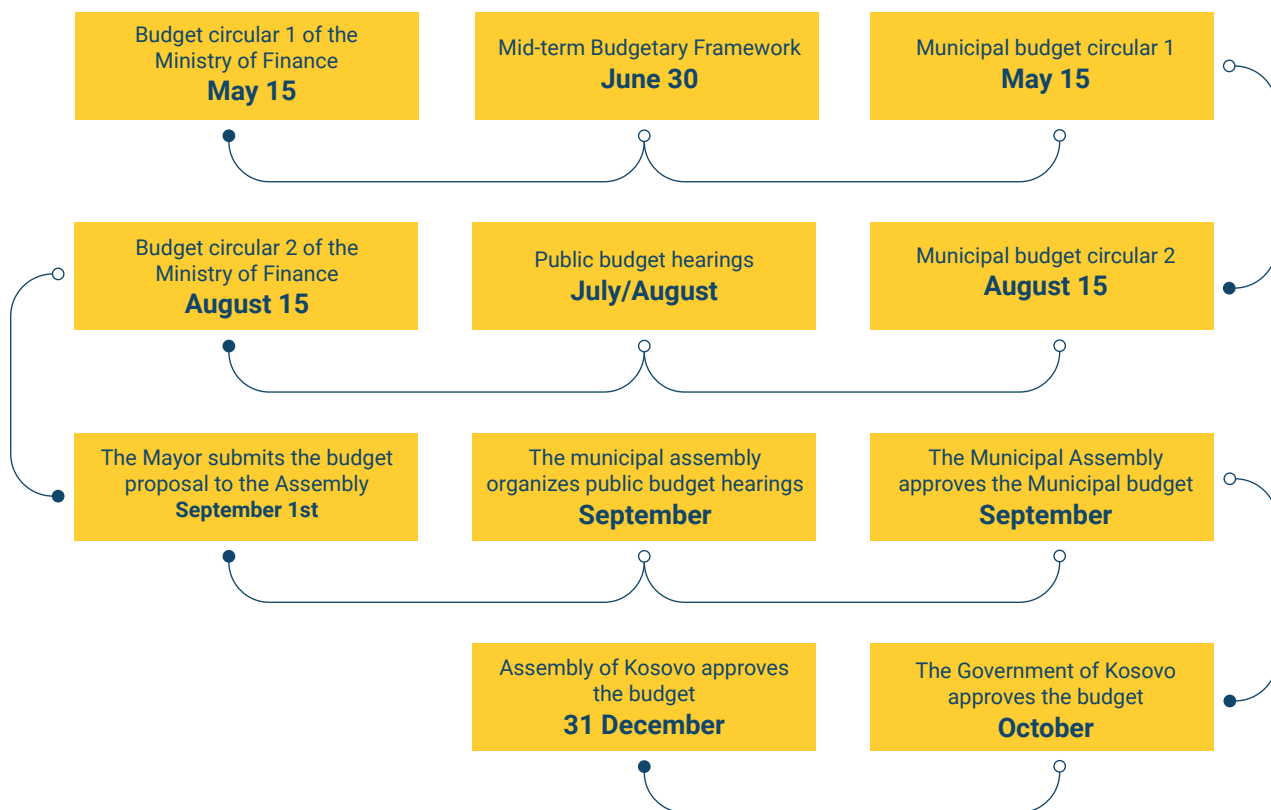 Budget circular 1 of the
Ministry of Finance
May 15
Mid-term Budgetary Framework
June 30
Municipal budget circular 1
May 15
Budget circular 2 of the
Ministry of Finance
August 15
Public budget hearings
July/August
Municipal budget circular 2
August 15
The Mayor submits the budget
proposal to the Assembly
September 1st
The municipal assembly
organizes public budget hearings
September
The Municipal Assembly
approves the Municipal budget
September
Assembly of Kosovo approves
the budget
31 December
The Government of Kosovo
approves the budget
October